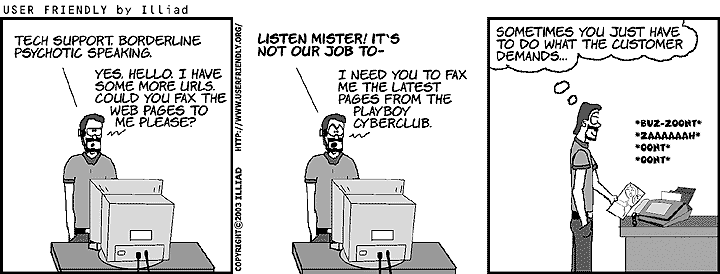 USER FRIENDLY by Illiad
TECH SUPPORT. BORDERLINE
PSYCHOTIC SPEAKING.
YES. HELLO. I HAVE
SOME MORE URLS.
COULD YOU FAX THE
WEB PAGES TO
ME PLEASE?
COPYRIGHT © 2003 ILLIAD HTTP://WWW.USERFRIENDLY.ORG/
LISTEN MISTER! IT'S
NOT OUR JOB TO-
I NEED YOU TO FAX
ME THE LATEST
PAGES FROM THE
PLAYBOY
CYBERCLUB.
SOMETIMES YOU JUST HAVE
TO DO WHAT THE CUSTOMER
DEMANDS...
*BUZ-ZOONT*
*ZAAAAAAH*
*OONT*
*OONT*